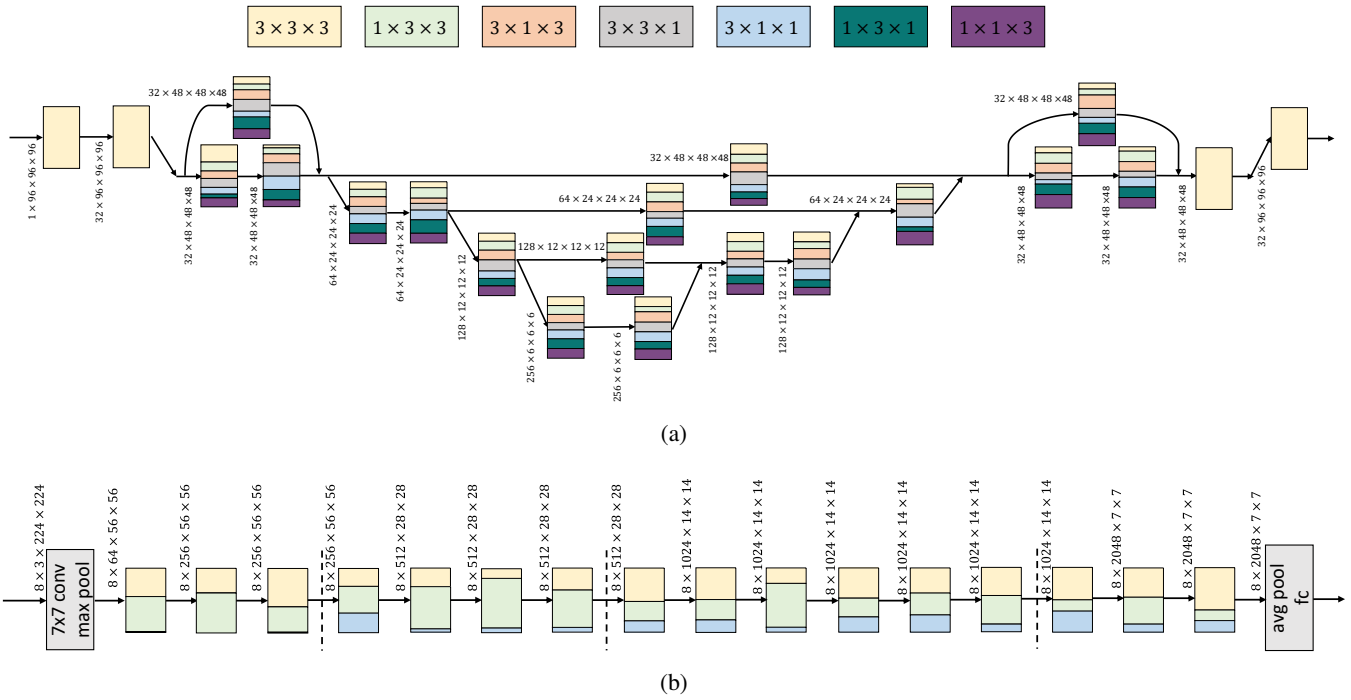 3 × 3 × 3
1 × 3 × 3
3 × 1 × 3
3 × 3 × 1
3 × 1 × 1
1 × 3 × 1
1 × 1 × 3
1 × 96 × 96 × 96
32 × 96 × 96 × 96
32 × 48 × 48 ×48
32 × 48 × 48 ×48
32 × 48 × 48 ×48
64 × 24 × 24 × 24
64 × 24 × 24 × 24
128 × 12 × 12 × 12
128 × 12 × 12 × 12
256 × 6 × 6 × 6
256 × 6 × 6 × 6
32 × 48 × 48 ×48
64 × 24 × 24 × 24
128 × 12 × 12 × 12
128 × 12 × 12 × 12
64 × 24 × 24 × 24
32 × 48 × 48 ×48
32 × 48 × 48 ×48
32 × 48 × 48 ×48
32 × 48 × 48 ×48
32 × 96 × 96 × 96
(a)
8 × 3 × 224 × 224
7x7 conv
max pool
8 × 64 × 56 × 56
8 × 256 × 56 × 56
8 × 256 × 56 × 56
8 × 256 × 56 × 56
8 × 512 × 28 × 28
8 × 512 × 28 × 28
8 × 512 × 28 × 28
8 × 512 × 28 × 28
8 × 1024 × 14 × 14
8 × 1024 × 14 × 14
8 × 1024 × 14 × 14
8 × 1024 × 14 × 14
8 × 1024 × 14 × 14
8 × 1024 × 14 × 14
8 × 2048 × 7 × 7
8 × 2048 × 7 × 7
8 × 2048 × 7 × 7
avg pool
fc
(b)